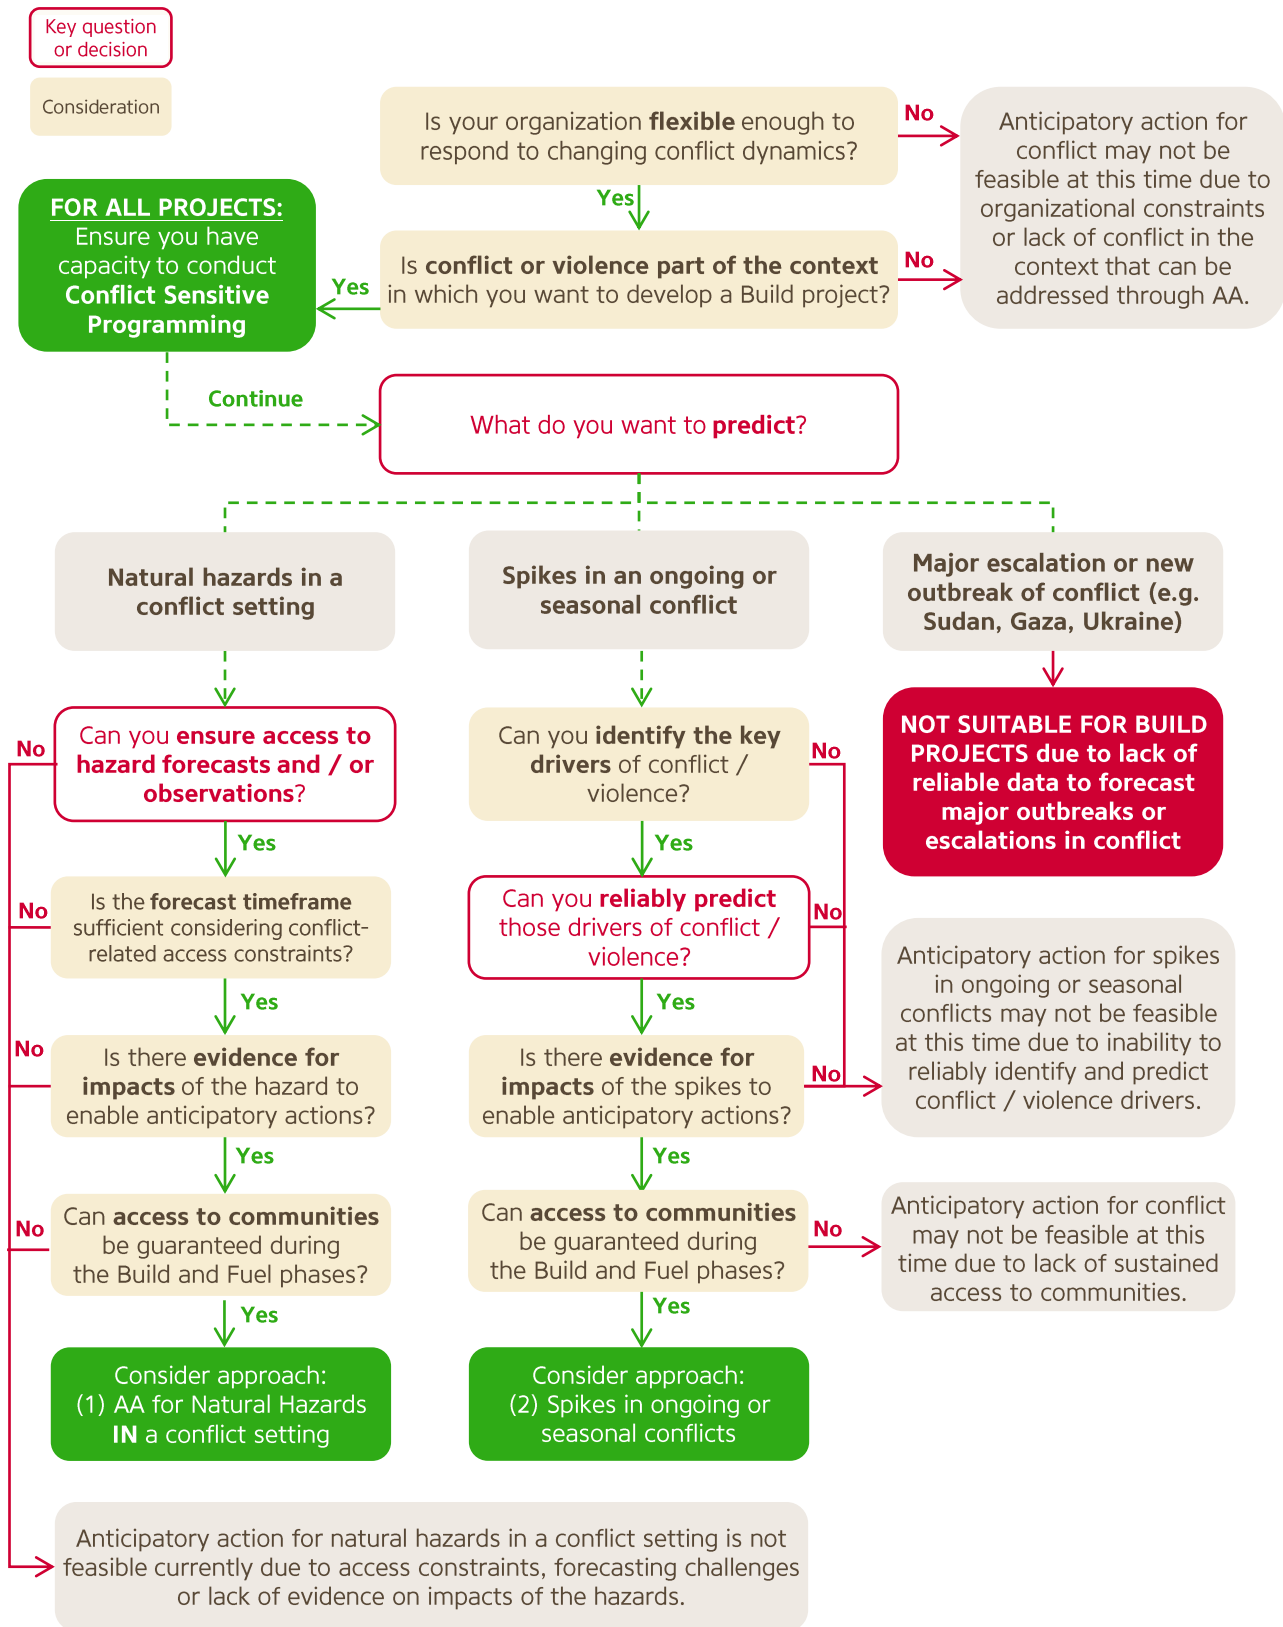 Key question
or decision
Consideration
Is your organization flexible enough to
respond to changing conflict dynamics?
No
Anticipatory action for
conflict may not be
feasible at this time due to
organizational constraints
or lack of conflict in the
context that can be
addressed through AA.
Yes
FOR ALL PROJECTS:
Ensure you have
capacity to conduct
Conflict Sensitive
Programming
Yes
Is conflict or violence part of the context
in which you want to develop a Build project?
No
Continue
What do you want to predict?
Natural hazards in a
conflict setting
Spikes in an ongoing or
seasonal conflict
Major escalation or new
outbreak of conflict (e.g.
Sudan, Gaza, Ukraine)
No
Can you ensure access to
hazard forecasts and / or
observations?
Yes
No
Is the forecast timeframe
sufficient considering conflict-
related access constraints?
Yes
No
Is there evidence for
impacts of the hazard to
enable anticipatory actions?
Yes
No
Can access to communities
be guaranteed during
the Build and Fuel phases?
Yes
Consider approach:
(1) AA for Natural Hazards
IN a conflict setting
Can you identify the key
drivers of conflict /
violence?
No
Yes
Can you reliably predict
those drivers of conflict /
violence?
No
Yes
Is there evidence for
impacts of the spikes to
enable anticipatory actions?
No
Yes
Can access to communities
be guaranteed during
the Build and Fuel phases?
No
Yes
Consider approach:
(2) Spikes in ongoing or
seasonal conflicts
NOT SUITABLE FOR BUILD
PROJECTS due to lack of
reliable data to forecast
major outbreaks or
escalations in conflict
Anticipatory action for spikes
in ongoing or seasonal
conflicts may not be feasible
at this time due to inability to
reliably identify and predict
conflict / violence drivers.
Anticipatory action for conflict
may not be feasible at this
time due to lack of sustained
access to communities.
Anticipatory action for natural hazards in a conflict setting is not
feasible currently due to access constraints, forecasting challenges
or lack of evidence on impacts of the hazards.